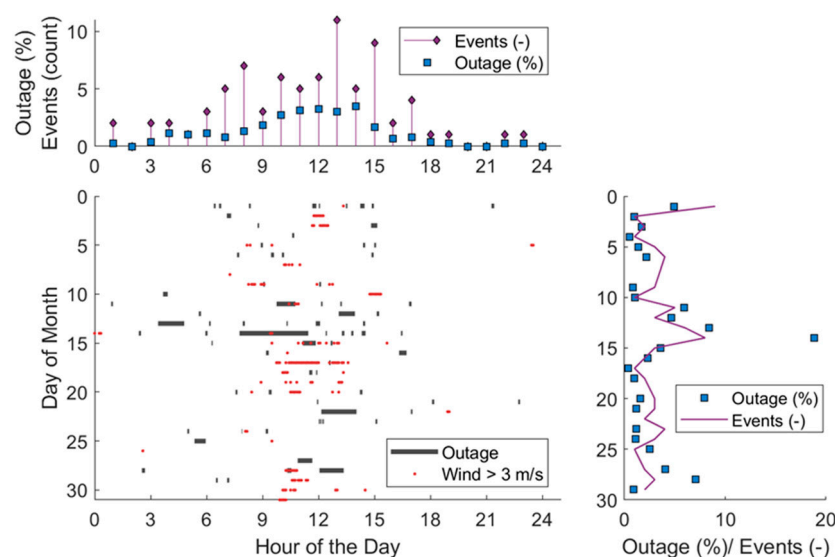 Outage (%)
Events (count)
10
5
0
Events (-)
Outage (%)
0 3 6 9 12 15 18 21 24
Day of Month
0
5
10
15
20
25
30
Outage
Wind > 3 m/s
0 3 6 9 12 15 18 21 24
Hour of the Day
0
5
10
15
20
25
30
Outage (%)
Events (-)
0 10 20
Outage (%)/ Events (-)